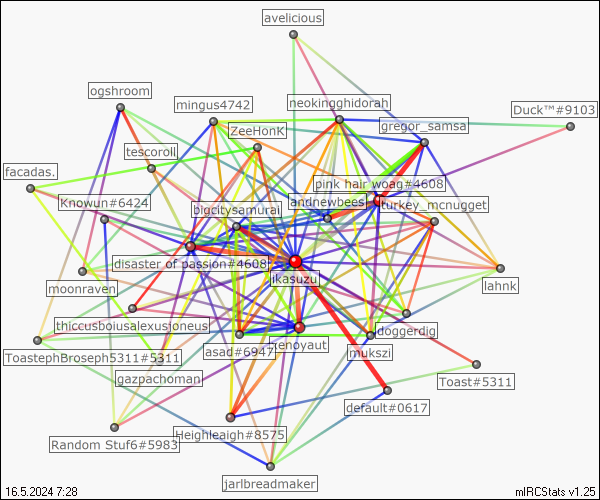 avelicious
ogshroom
mingus4742
neokingghidorah
Duck™#9103
gregor_samsa
ZeeHonK
tescoroll
facadas.
pink hair woag#4608
Knowun#6424
andnewbees
turkey_mcnugget
bigcitysamurai
disaster of passion#4608
ikasuzu
moonraven
lahnk
thiccusboiusalexusjoneus
doggerdig
renoyaut
asad#6947
mukszi
ToastephBroseph5311#5311
gazpachoman
Toast#5311
default#0617
Random Stuf6#5983
Heighleaigh#8575
jarlbreadmaker
16.5.2024 7:28
mIRCStats v1.25